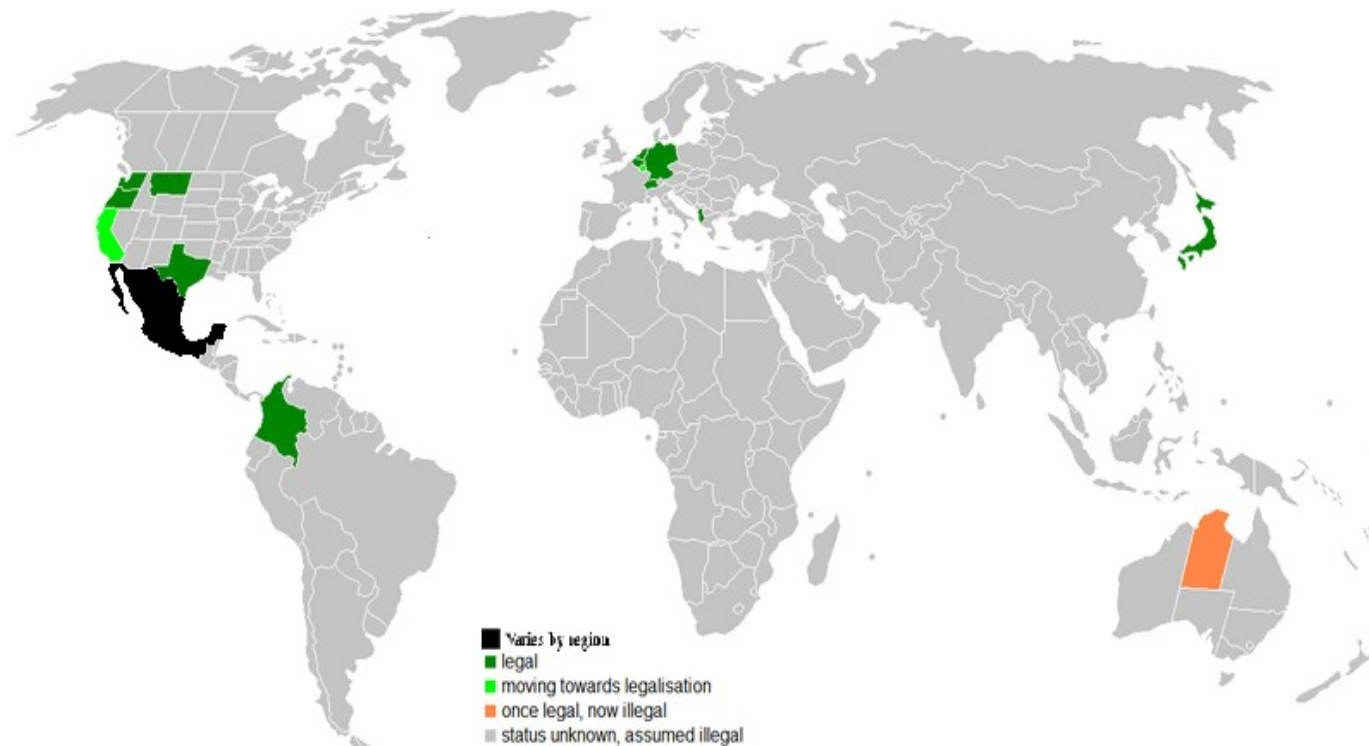 Varies by region
legal
moving towards legalisation
once legal, now illegal
status unknown, assumed illegal